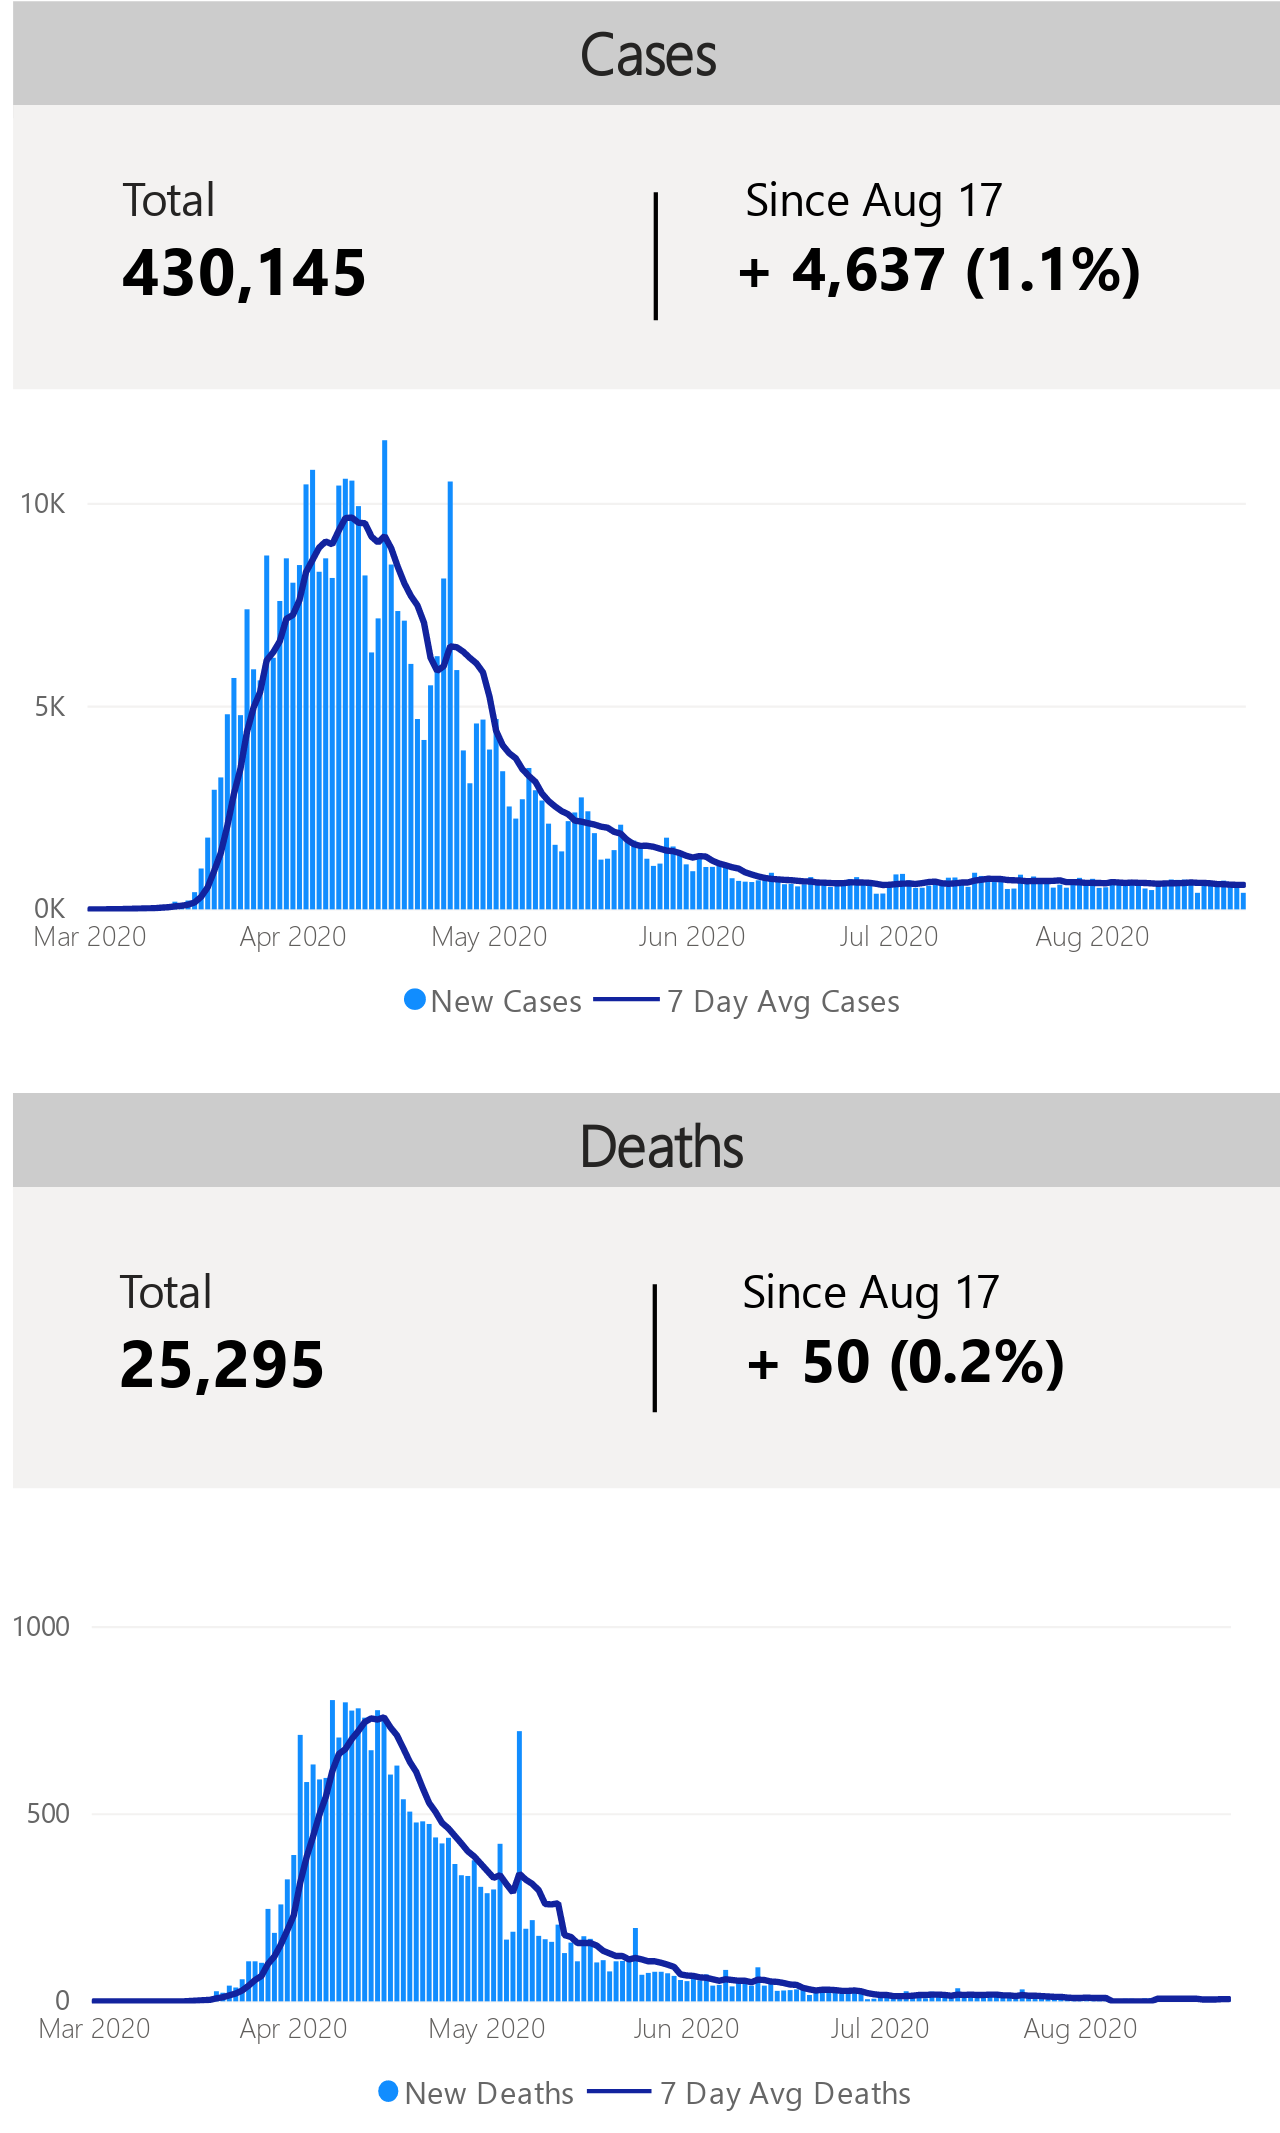 Cases
Total
Since Aug 17
430,145
+ 4,637 (1.1%)
10K
5K
0K
Mar 2020
Apr 2020
May 2020
Jun 2020
Jul 2020
Aug 2020
New Cases
7 Day Avg Cases
Deaths
Total
Since Aug 17
25,295
+ 50 (0.2%)
1000
500
0
Mar 2020
Apr 2020
May 2020
Jun 2020
Jul 2020
Aug 2020
New Deaths
7 Day Avg Deaths